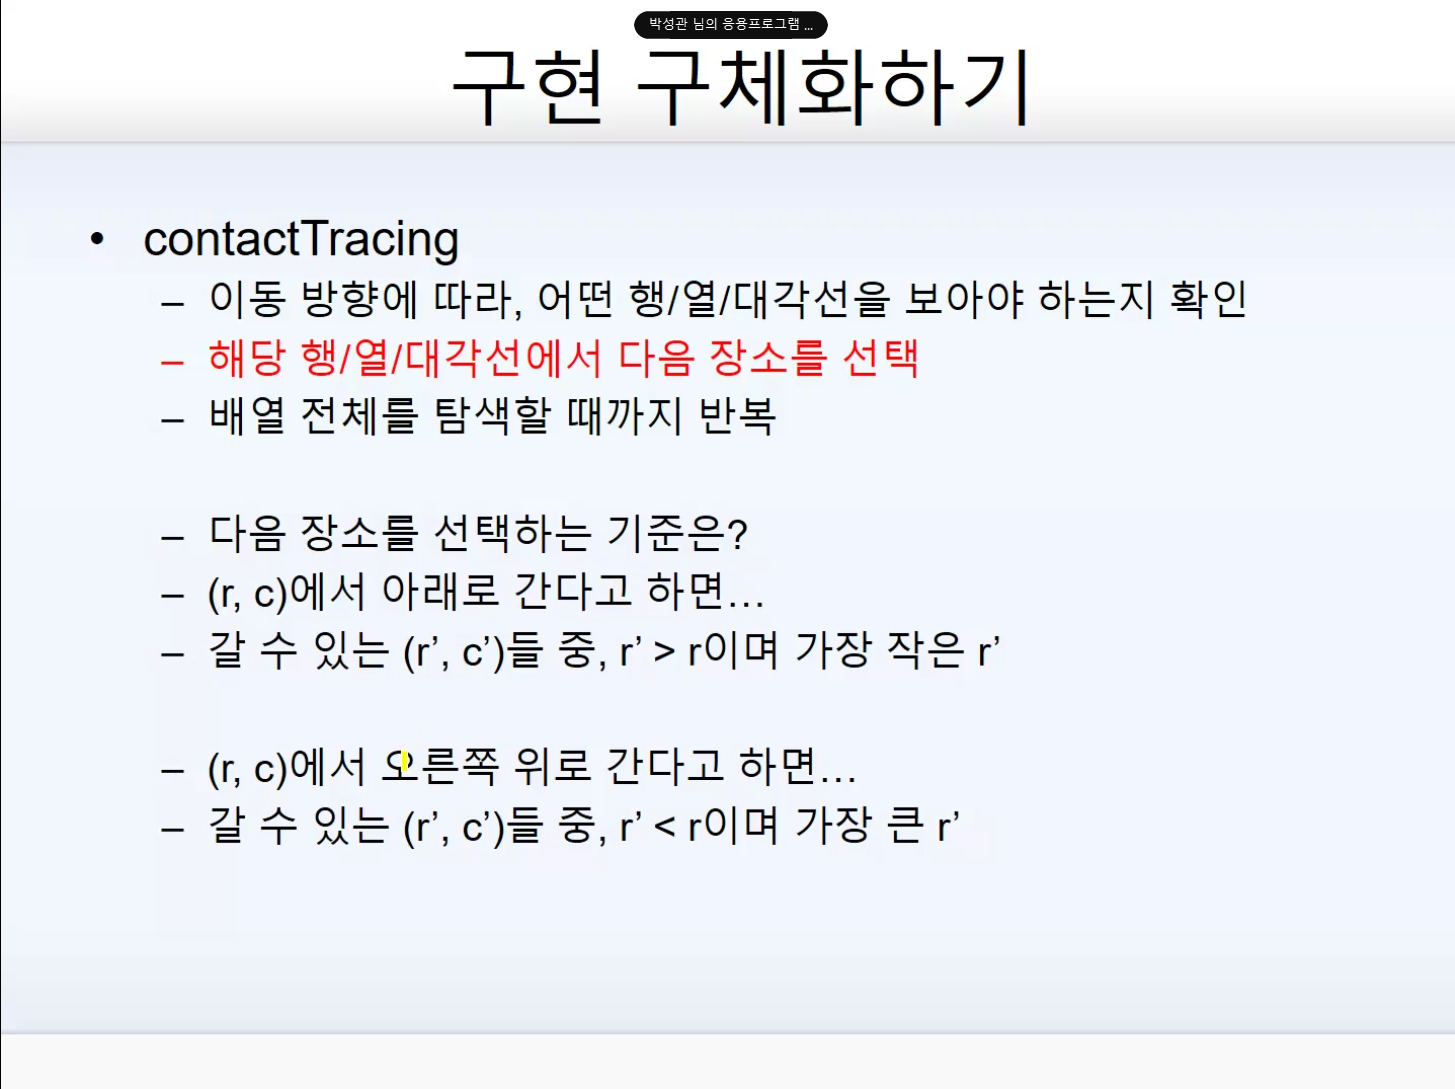 박성관 님의 응용프로그램 ...
구현 구체화하기
• contactTracing
– 이동 방향에 따라, 어떤 행/열/대각선을 보아야 하는지 확인
– 해당 행/열/대각선에서 다음 장소를 선택
– 배열 전체를 탐색할 때까지 반복
– 다음 장소를 선택하는 기준은?
– (r, c)에서 아래로 간다고 하면…
– 갈 수 있는 (r’, c’)들 중, r’ > r이며 가장 작은 r’
– (r, c)에서 오른쪽 위로 간다고 하면…
– 갈 수 있는 (r’, c’)들 중, r’ < r이며 가장 큰 r’